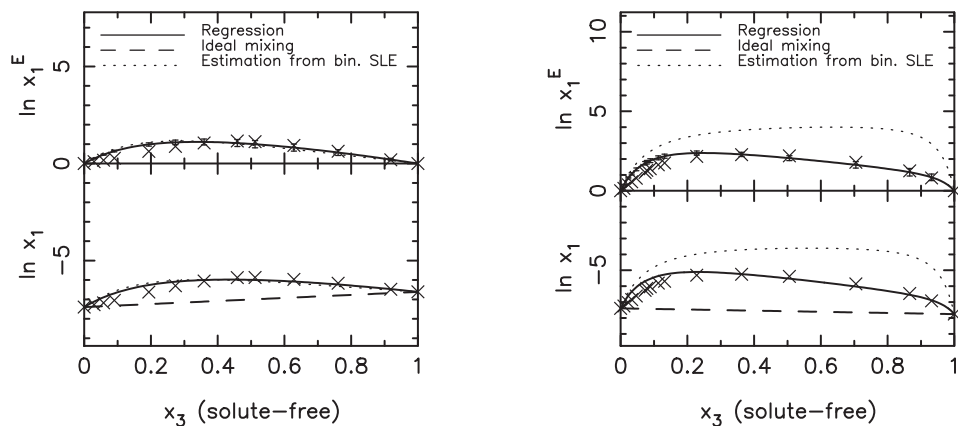 Regression
Ideal mixing
Estimation from bin. SLE
5
0
−5
ln x₁ᴱ
ln x₁
0 0.2 0.4 0.6 0.8 1
x₃ (solute−free)
Regression
Ideal mixing
Estimation from bin. SLE
10
5
0
−5
ln x₁ᴱ
ln x₁
0 0.2 0.4 0.6 0.8 1
x₃ (solute−free)